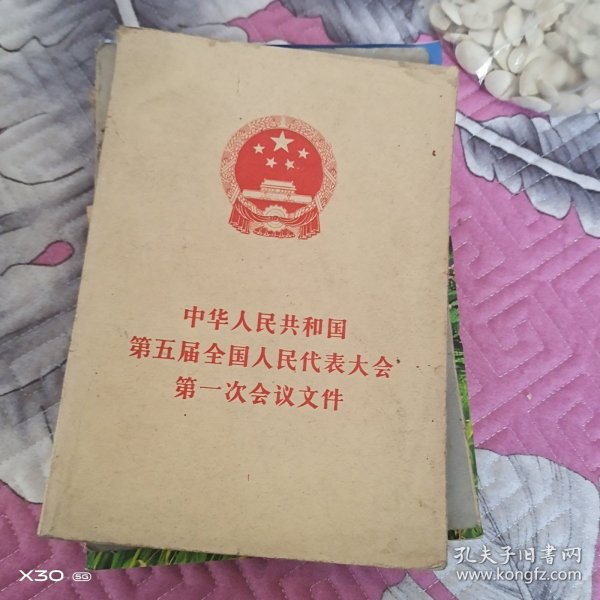 中华人民共和国
第五届全国人民代表大会
第一次会议文件
X30 5G
孔夫子旧书网
www.kongfz.com